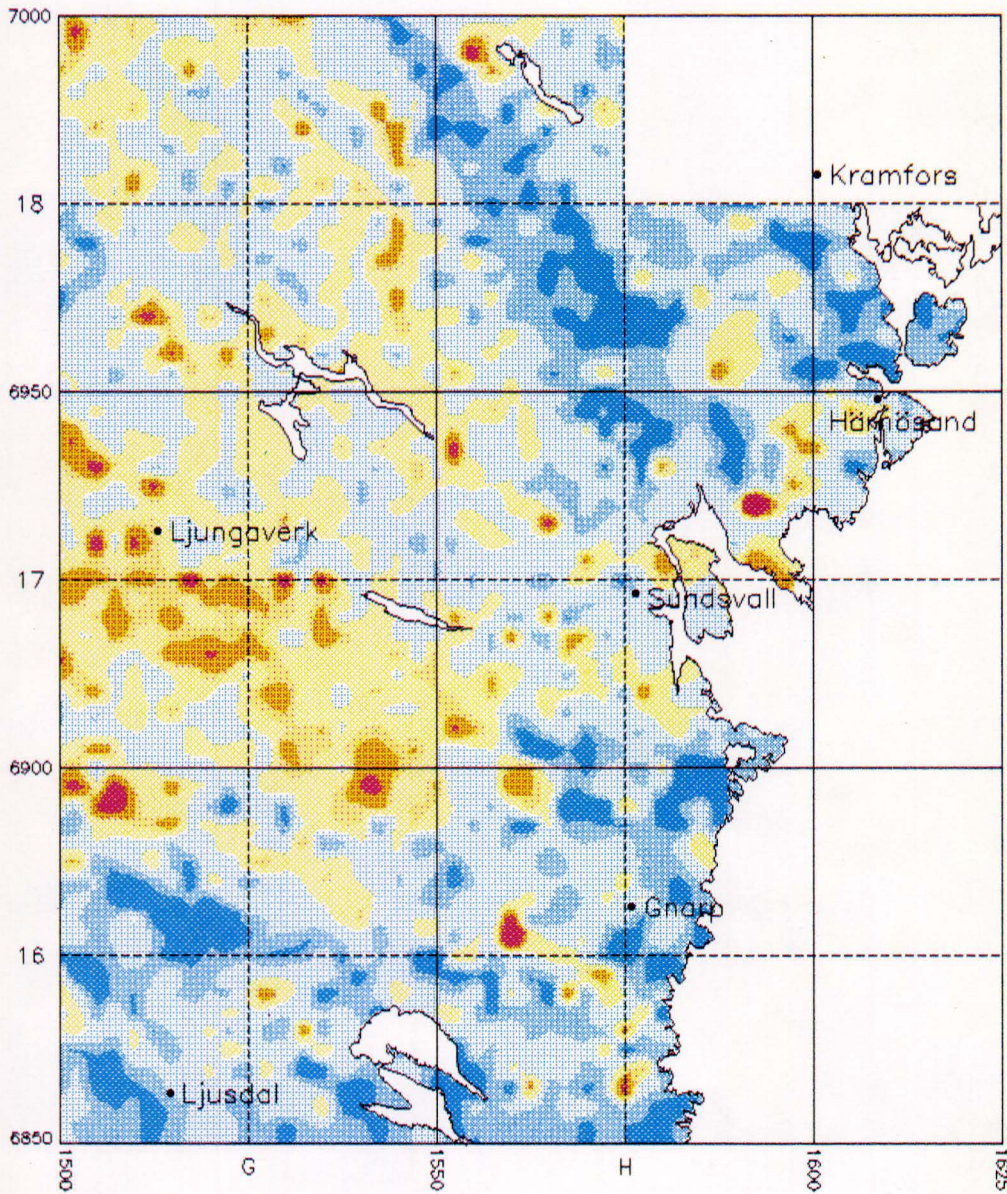 7000
Kramfors
18
6950
Härnösand
Ljungaverk
17
Sundsvall
6900
Gnarp
16
Ljusdal
6850
1500
G
1550
H
1600
1625